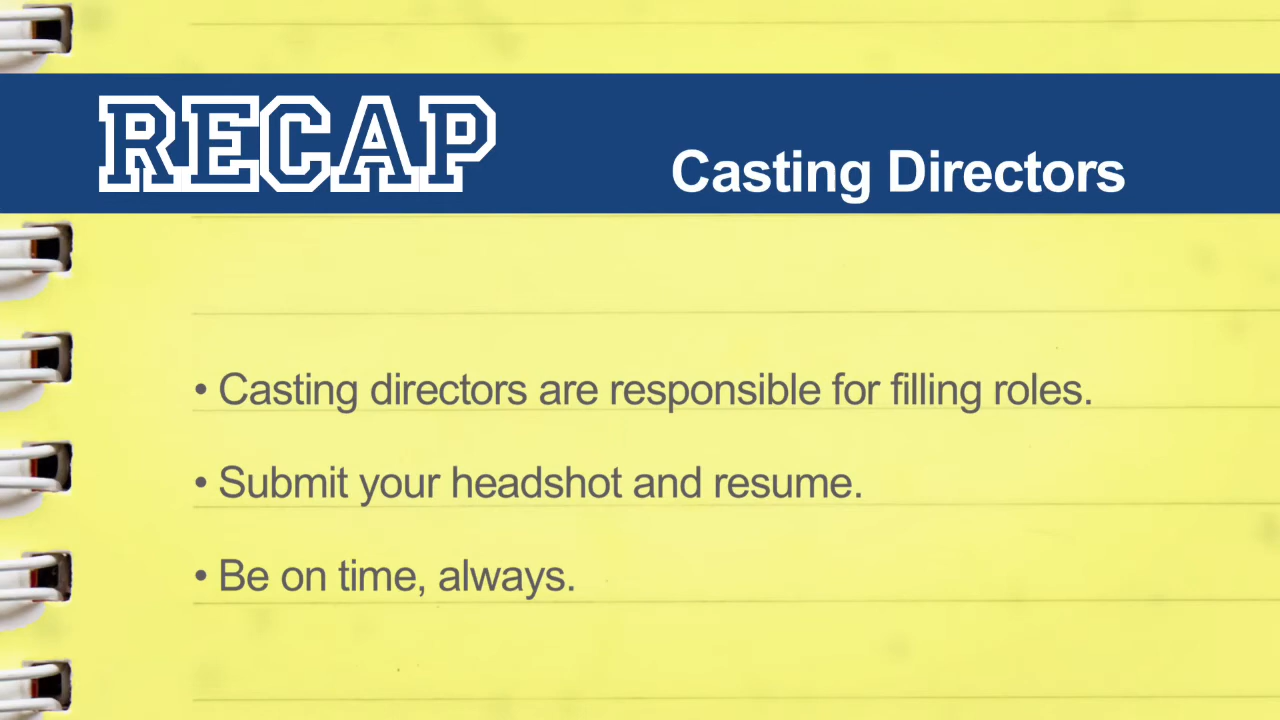 RECAP
Casting Directors
• Casting directors are responsible for filling roles.
• Submit your headshot and resume.
• Be on time, always.